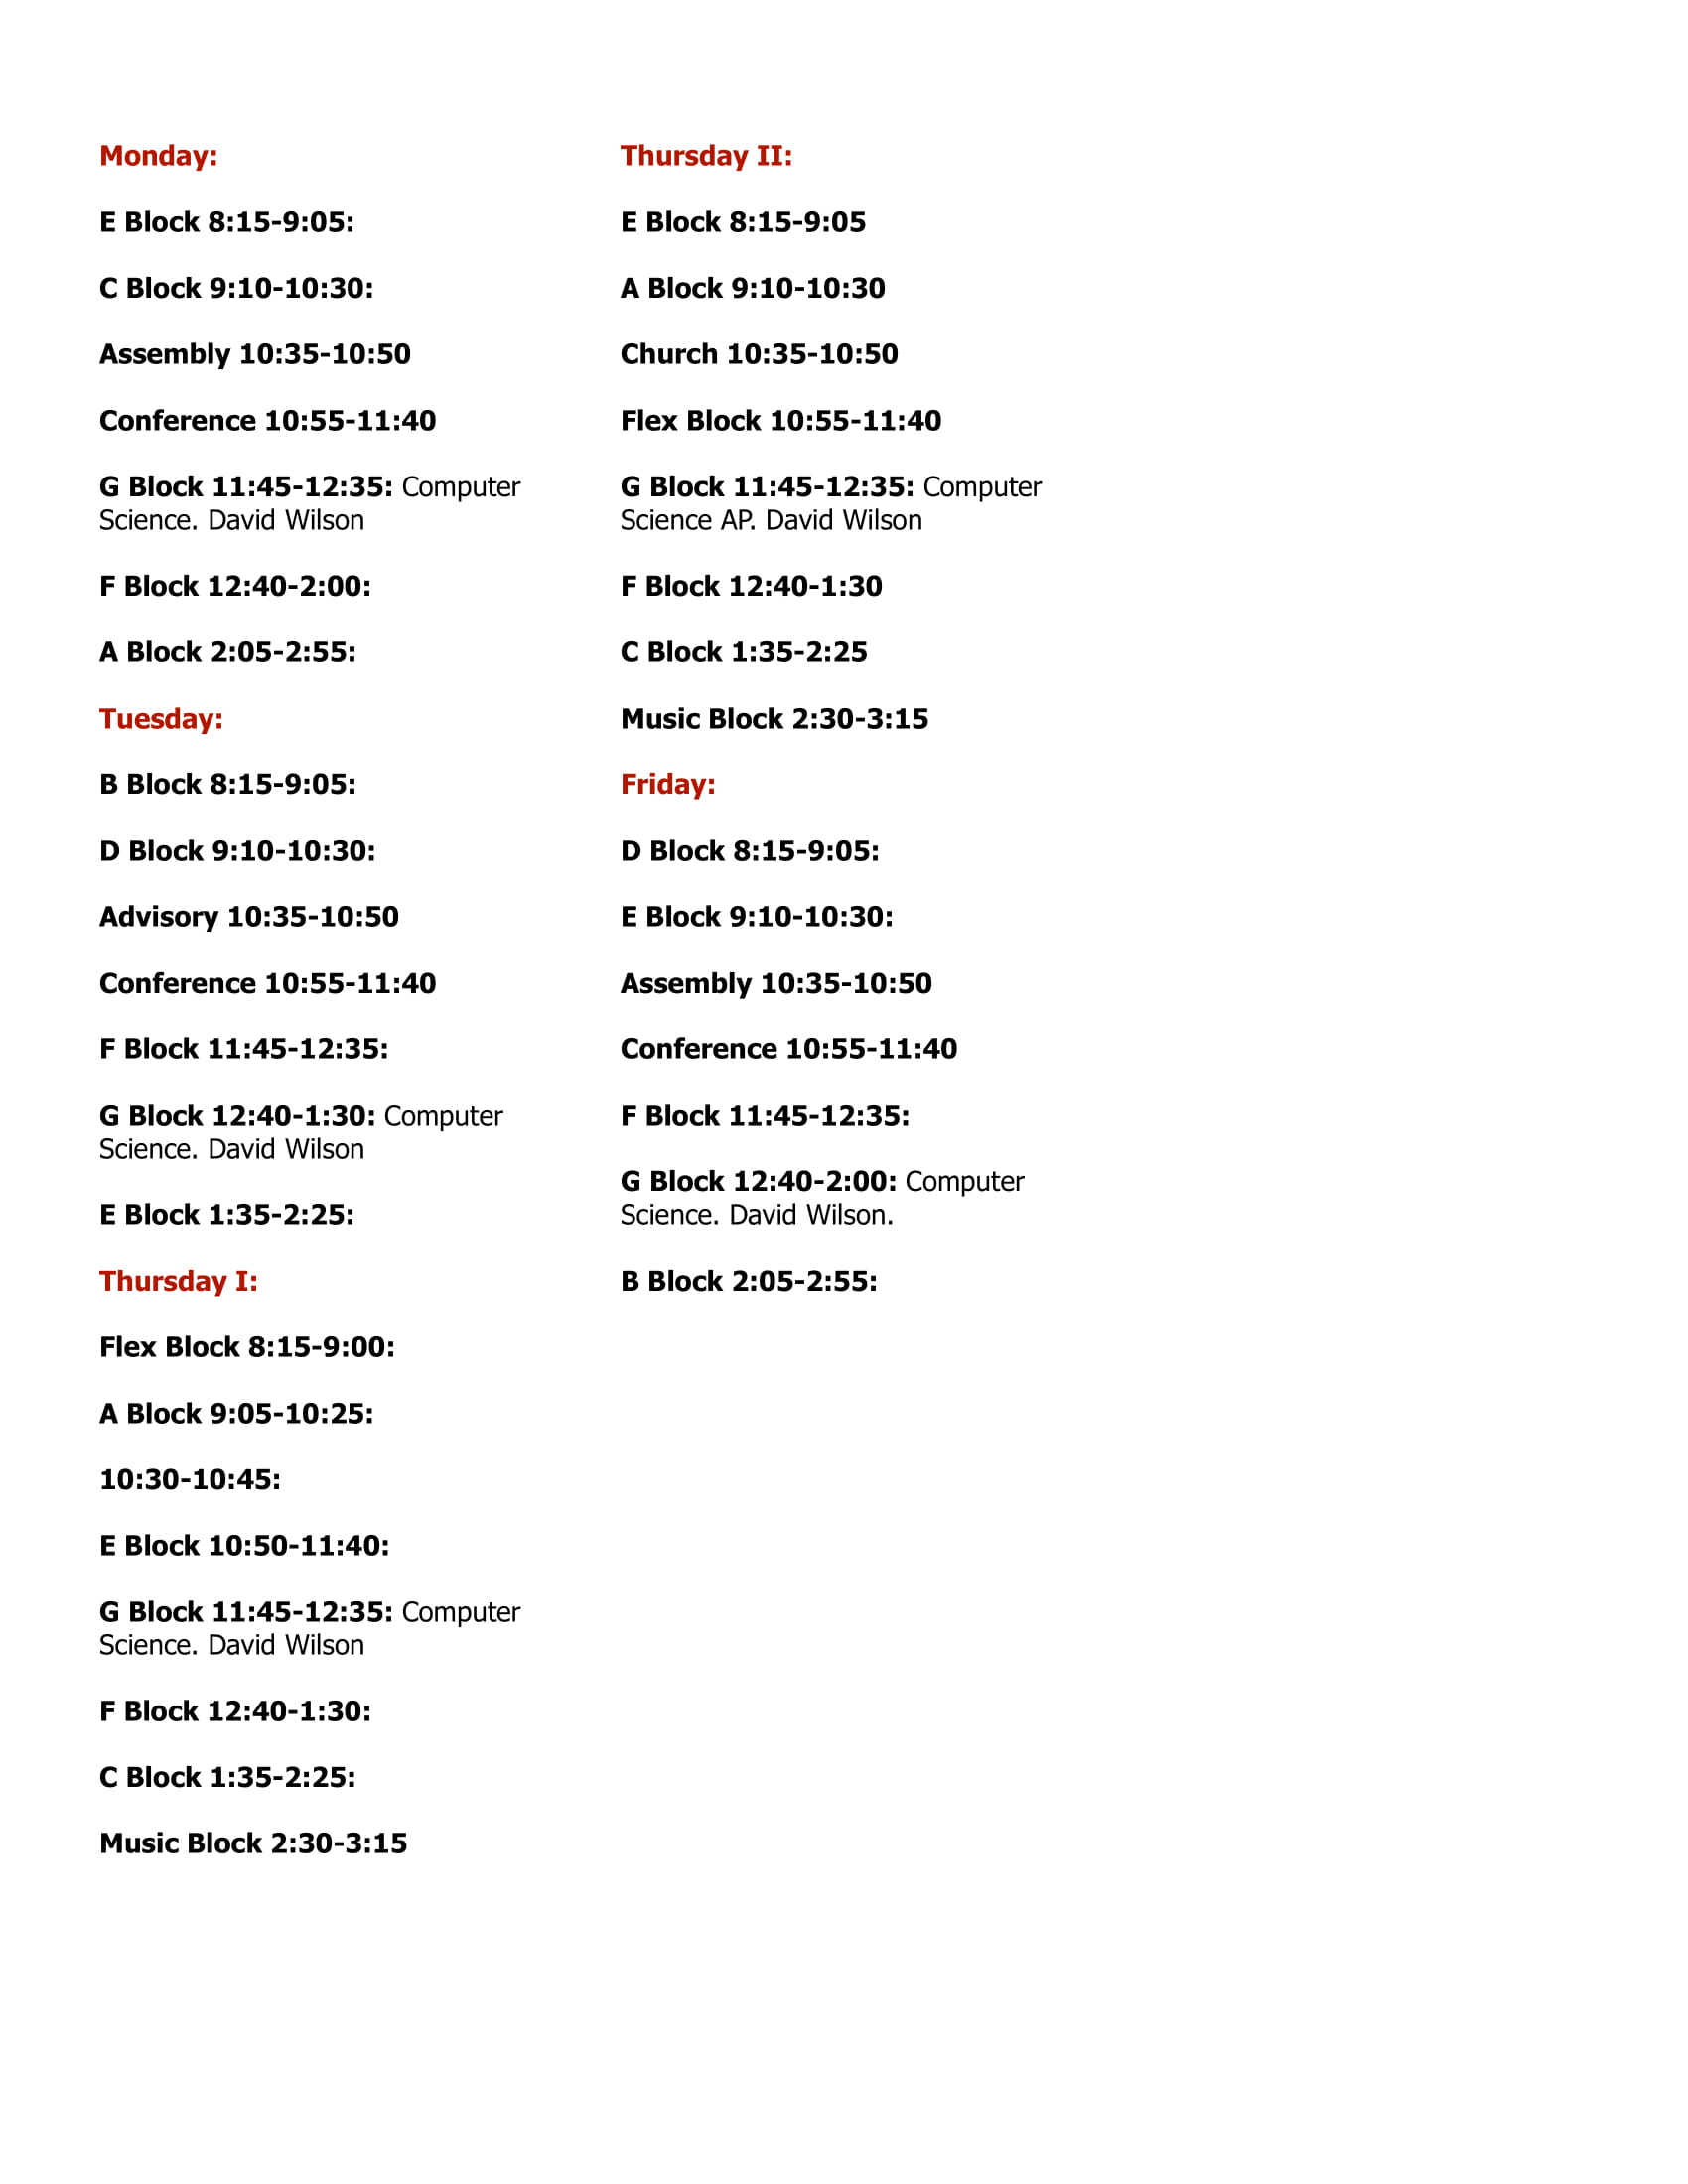 Monday:
E Block 8:15-9:05:
C Block 9:10-10:30:
Assembly 10:35-10:50
Conference 10:55-11:40
G Block 11:45-12:35: Computer
Science. David Wilson
F Block 12:40-2:00:
A Block 2:05-2:55:
Tuesday:
B Block 8:15-9:05:
D Block 9:10-10:30:
Advisory 10:35-10:50
Conference 10:55-11:40
F Block 11:45-12:35:
G Block 12:40-1:30: Computer
Science. David Wilson
E Block 1:35-2:25:
Thursday I:
Flex Block 8:15-9:00:
A Block 9:05-10:25:
10:30-10:45:
E Block 10:50-11:40:
G Block 11:45-12:35: Computer
Science. David Wilson
F Block 12:40-1:30:
C Block 1:35-2:25:
Music Block 2:30-3:15
Thursday II:
E Block 8:15-9:05
A Block 9:10-10:30
Church 10:35-10:50
Flex Block 10:55-11:40
G Block 11:45-12:35: Computer
Science AP. David Wilson
F Block 12:40-1:30
C Block 1:35-2:25
Music Block 2:30-3:15
Friday:
D Block 8:15-9:05:
E Block 9:10-10:30:
Assembly 10:35-10:50
Conference 10:55-11:40
F Block 11:45-12:35:
G Block 12:40-2:00: Computer
Science. David Wilson.
B Block 2:05-2:55: